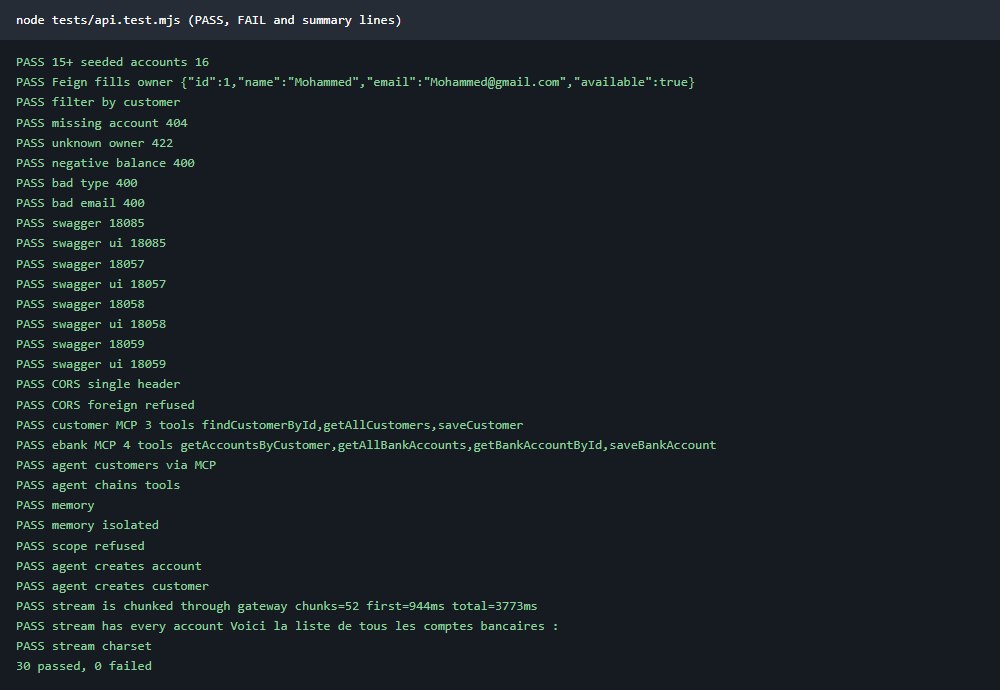 node tests/api.test.mjs (PASS, FAIL and summary lines)
PASS 15+ seeded accounts 16
PASS Feign fills owner {"id":1,"name":"Mohammed","email":"Mohammed@gmail.com","available":true}
PASS filter by customer
PASS missing account 404
PASS unknown owner 422
PASS negative balance 400
PASS bad type 400
PASS bad email 400
PASS swagger 18085
PASS swagger ui 18085
PASS swagger 18057
PASS swagger ui 18057
PASS swagger 18058
PASS swagger ui 18058
PASS swagger 18059
PASS swagger ui 18059
PASS CORS single header
PASS CORS foreign refused
PASS customer MCP 3 tools findCustomerById,getAllCustomers,saveCustomer
PASS ebank MCP 4 tools getAccountsByCustomer,getAllBankAccounts,getBankAccountById,saveBankAccount
PASS agent customers via MCP
PASS agent chains tools
PASS memory
PASS memory isolated
PASS scope refused
PASS agent creates account
PASS agent creates customer
PASS stream is chunked through gateway chunks=52 first=944ms total=3773ms
PASS stream has every account Voici la liste de tous les comptes bancaires :
PASS stream charset
30 passed, 0 failed